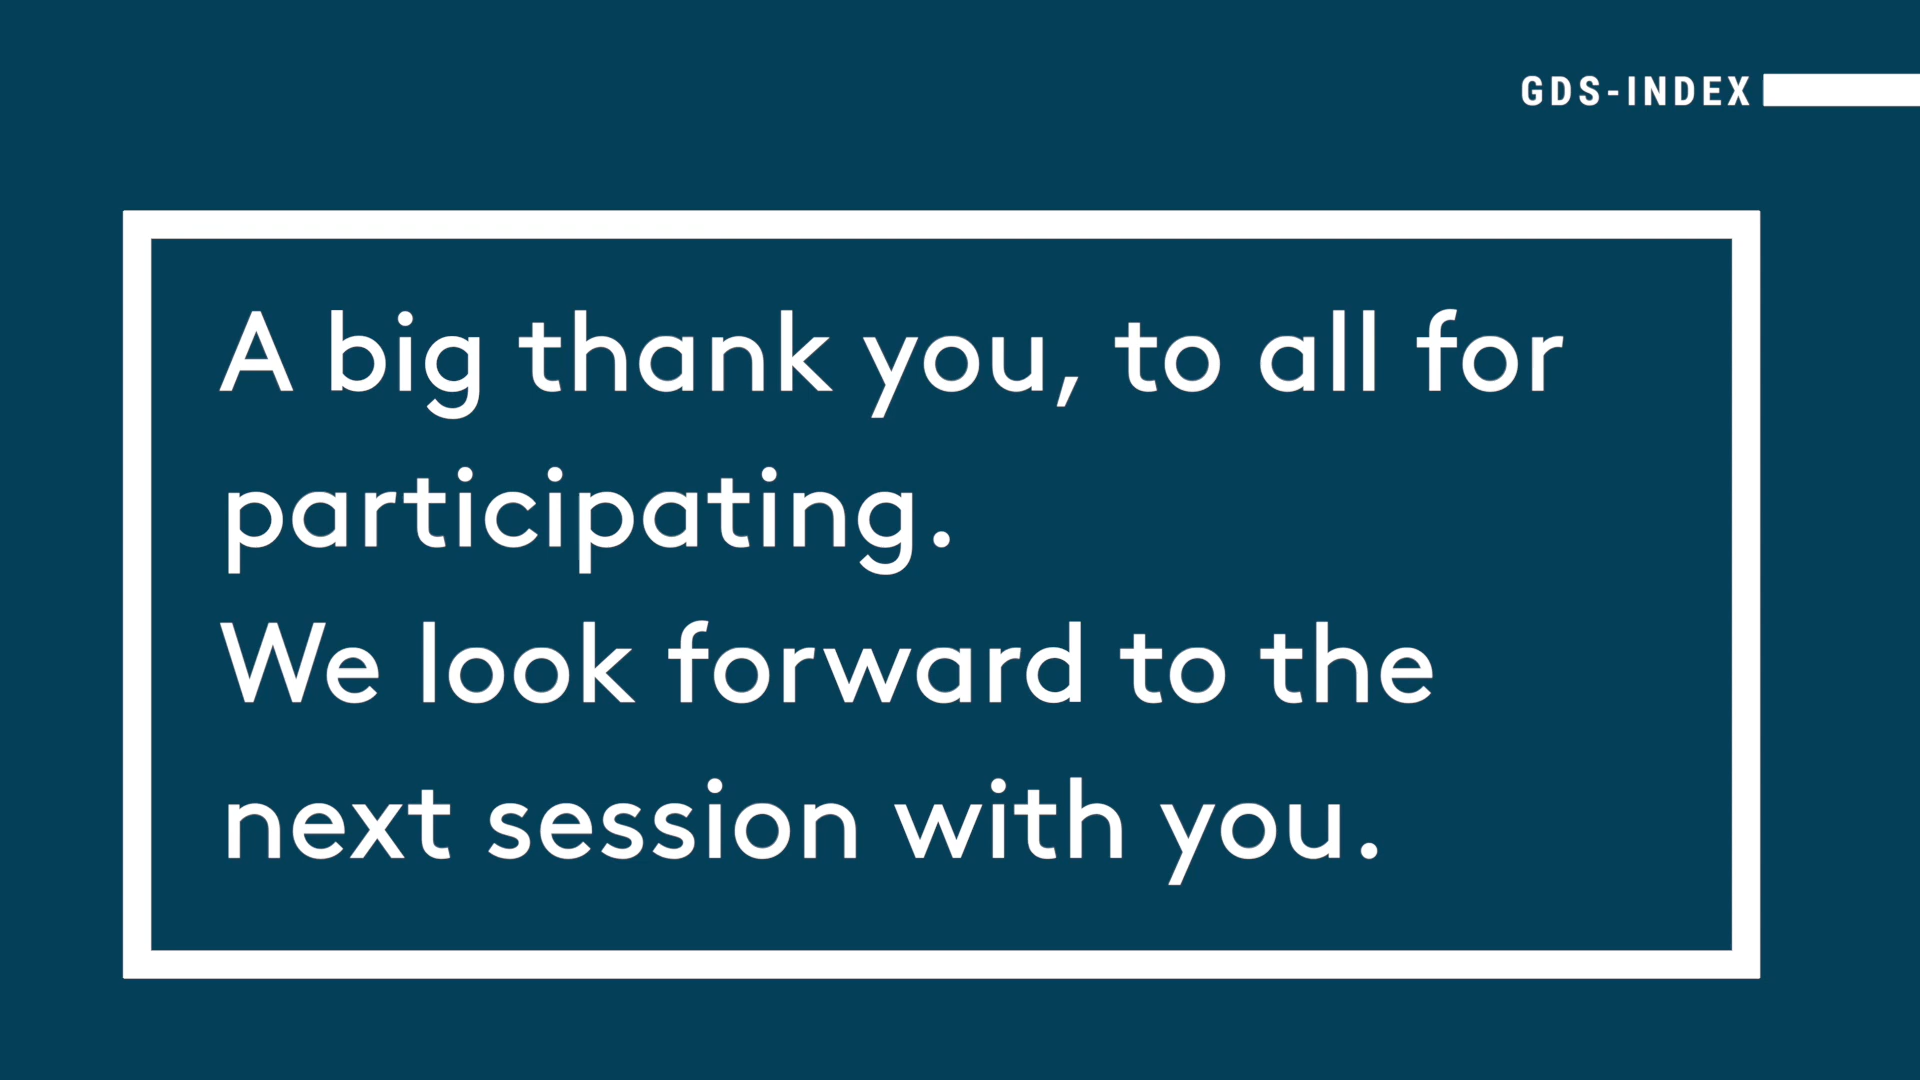 GDS-INDEX
A big thank you, to all for
participating.
We look forward to the
next session with you.